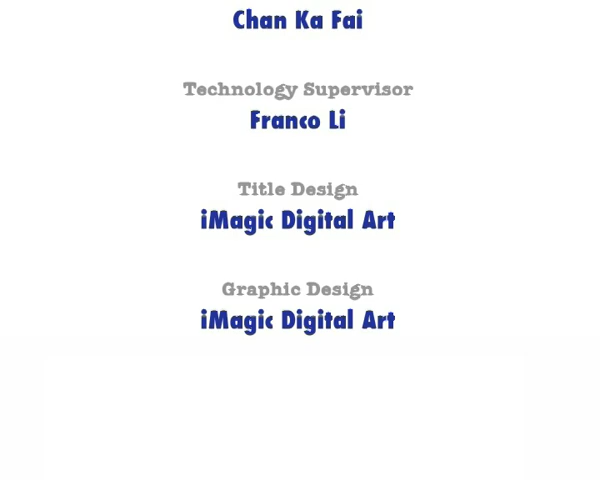 Chan Ka Fai
Technology Supervisor
Franco Li
Title Design
iMagic Digital Art
Graphic Design
iMagic Digital Art